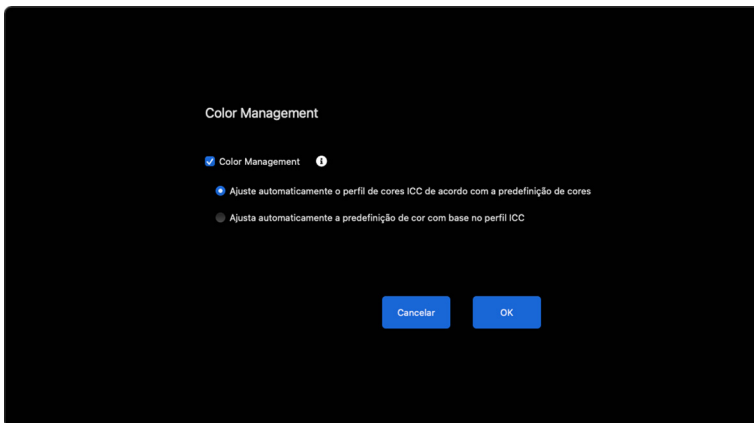 Color Management
Color Management
Ajuste automaticamente o perfil de cores ICC de acordo com a predefinição de cores
Ajusta automaticamente a predefinição de cor com base no perfil ICC
Cancelar
OK